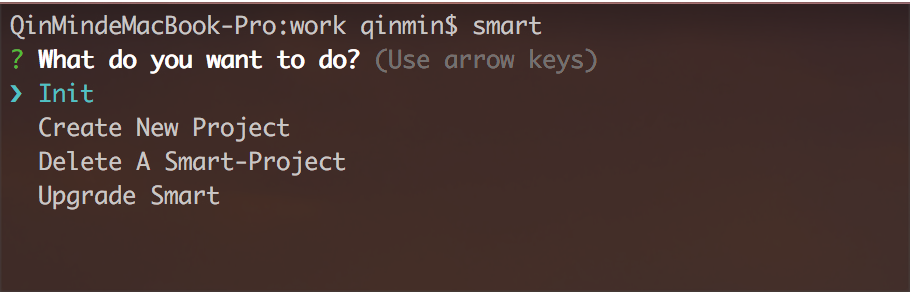 QinMindeMacBook-Pro:work qinmin$ smart
? What do you want to do? (Use arrow keys)
❯ Init
Create New Project
Delete A Smart-Project
Upgrade Smart